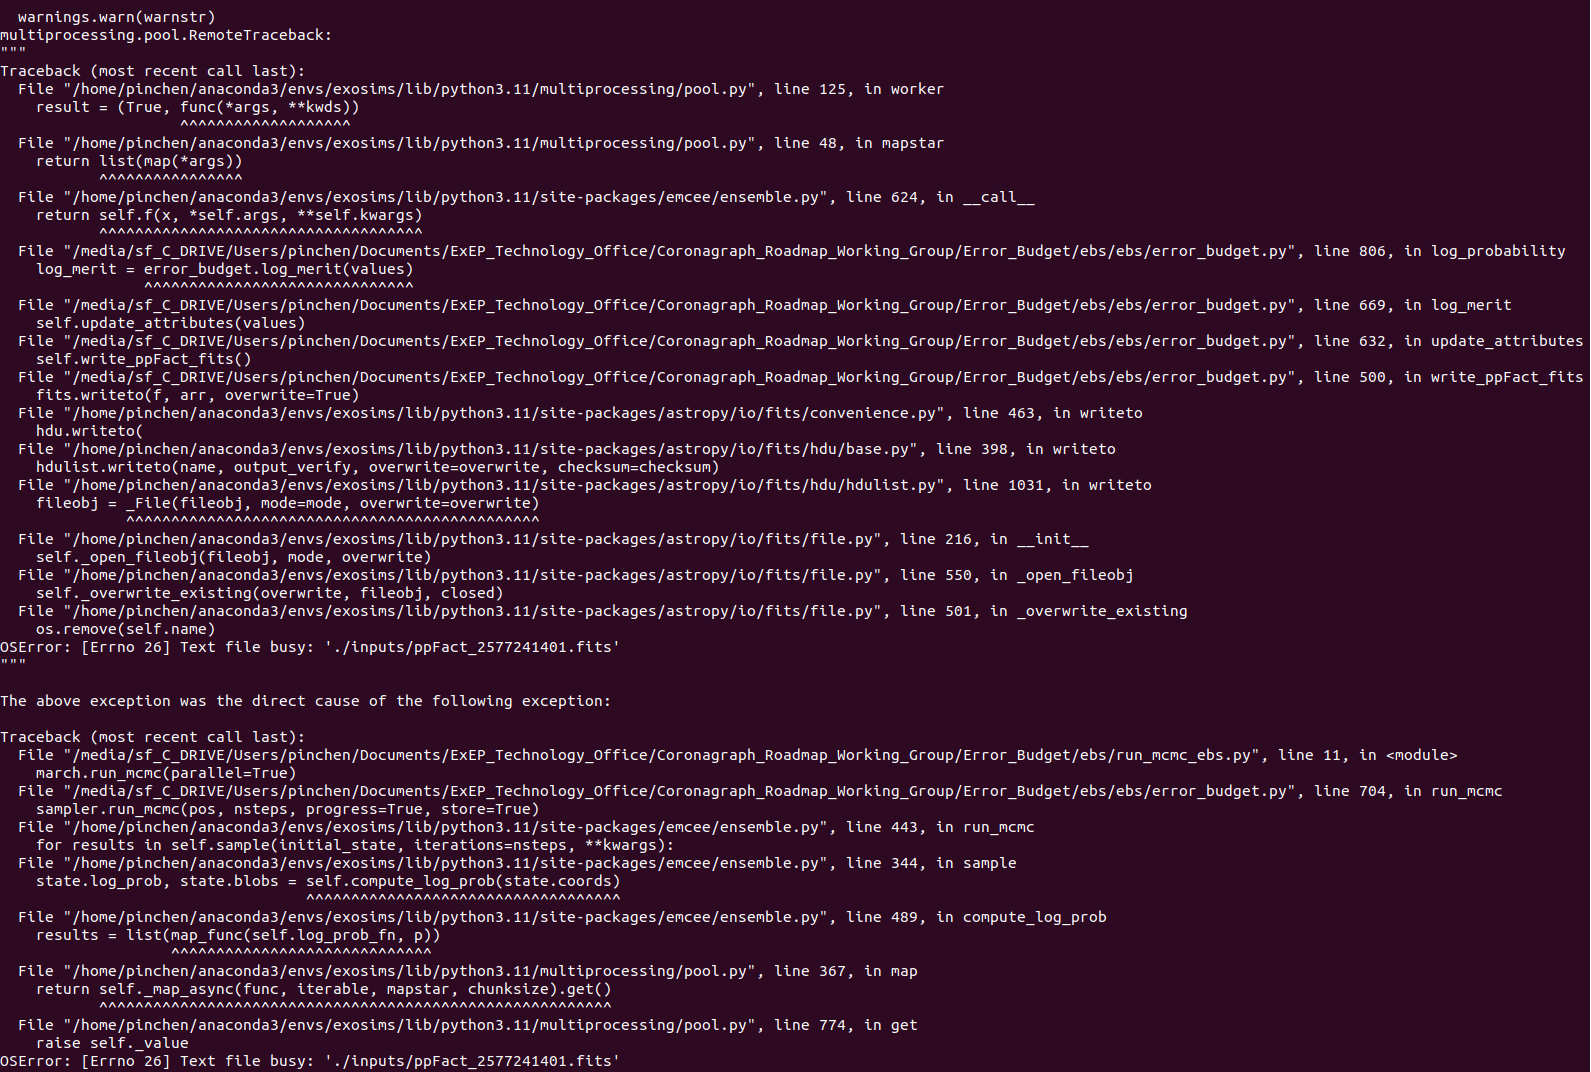 warnings.warn(warnstr)
multiprocessing.pool.RemoteTraceback:
"""
Traceback (most recent call last):
  File "/home/pinchen/anaconda3/envs/exosims/lib/python3.11/multiprocessing/pool.py", line 125, in worker
    result = (True, func(*args, **kwds))
                    ^^^^^^^^^^^^^^^^^^^
  File "/home/pinchen/anaconda3/envs/exosims/lib/python3.11/multiprocessing/pool.py", line 48, in mapstar
    return list(map(*args))
           ^^^^^^^^^^^^^^^^
  File "/home/pinchen/anaconda3/envs/exosims/lib/python3.11/site-packages/emcee/ensemble.py", line 624, in __call__
    return self.f(x, *self.args, **self.kwargs)
           ^^^^^^^^^^^^^^^^^^^^^^^^^^^^^^^^^^^^
  File "/media/sf_C_DRIVE/Users/pinchen/Documents/ExEP_Technology_Office/Coronagraph_Roadmap_Working_Group/Error_Budget/ebs/ebs/error_budget.py", line 806, in log_probability
    log_merit = error_budget.log_merit(values)
                ^^^^^^^^^^^^^^^^^^^^^^^^^^^^^^
  File "/media/sf_C_DRIVE/Users/pinchen/Documents/ExEP_Technology_Office/Coronagraph_Roadmap_Working_Group/Error_Budget/ebs/ebs/error_budget.py", line 669, in log_merit
    self.update_attributes(values)
  File "/media/sf_C_DRIVE/Users/pinchen/Documents/ExEP_Technology_Office/Coronagraph_Roadmap_Working_Group/Error_Budget/ebs/ebs/error_budget.py", line 632, in update_attributes
    self.write_ppFact_fits()
  File "/media/sf_C_DRIVE/Users/pinchen/Documents/ExEP_Technology_Office/Coronagraph_Roadmap_Working_Group/Error_Budget/ebs/ebs/error_budget.py", line 500, in write_ppFact_fits
    fits.writeto(f, arr, overwrite=True)
  File "/home/pinchen/anaconda3/envs/exosims/lib/python3.11/site-packages/astropy/io/fits/convenience.py", line 463, in writeto
    hdu.writeto(
  File "/home/pinchen/anaconda3/envs/exosims/lib/python3.11/site-packages/astropy/io/fits/hdu/base.py", line 398, in writeto
    hdulist.writeto(name, output_verify, overwrite=overwrite, checksum=checksum)
  File "/home/pinchen/anaconda3/envs/exosims/lib/python3.11/site-packages/astropy/io/fits/hdu/hdulist.py", line 1031, in writeto
    fileobj = _File(fileobj, mode=mode, overwrite=overwrite)
              ^^^^^^^^^^^^^^^^^^^^^^^^^^^^^^^^^^^^^^^^^^^^^^
  File "/home/pinchen/anaconda3/envs/exosims/lib/python3.11/site-packages/astropy/io/fits/file.py", line 216, in __init__
    self._open_fileobj(fileobj, mode, overwrite)
  File "/home/pinchen/anaconda3/envs/exosims/lib/python3.11/site-packages/astropy/io/fits/file.py", line 550, in _open_fileobj
    self._overwrite_existing(overwrite, fileobj, closed)
  File "/home/pinchen/anaconda3/envs/exosims/lib/python3.11/site-packages/astropy/io/fits/file.py", line 501, in _overwrite_existing
    os.remove(self.name)
OSError: [Errno 26] Text file busy: './inputs/ppFact_2577241401.fits'
"""

The above exception was the direct cause of the following exception:

Traceback (most recent call last):
  File "/media/sf_C_DRIVE/Users/pinchen/Documents/ExEP_Technology_Office/Coronagraph_Roadmap_Working_Group/Error_Budget/ebs/run_mcmc_ebs.py", line 11, in <module>
    march.run_mcmc(parallel=True)
  File "/media/sf_C_DRIVE/Users/pinchen/Documents/ExEP_Technology_Office/Coronagraph_Roadmap_Working_Group/Error_Budget/ebs/ebs/error_budget.py", line 704, in run_mcmc
    sampler.run_mcmc(pos, nsteps, progress=True, store=True)
  File "/home/pinchen/anaconda3/envs/exosims/lib/python3.11/site-packages/emcee/ensemble.py", line 443, in run_mcmc
    for results in self.sample(initial_state, iterations=nsteps, **kwargs):
  File "/home/pinchen/anaconda3/envs/exosims/lib/python3.11/site-packages/emcee/ensemble.py", line 344, in sample
    state.log_prob, state.blobs = self.compute_log_prob(state.coords)
                                  ^^^^^^^^^^^^^^^^^^^^^^^^^^^^^^^^^^^
  File "/home/pinchen/anaconda3/envs/exosims/lib/python3.11/site-packages/emcee/ensemble.py", line 489, in compute_log_prob
    results = list(map_func(self.log_prob_fn, p))
                   ^^^^^^^^^^^^^^^^^^^^^^^^^^^^^
  File "/home/pinchen/anaconda3/envs/exosims/lib/python3.11/multiprocessing/pool.py", line 367, in map
    return self._map_async(func, iterable, mapstar, chunksize).get()
           ^^^^^^^^^^^^^^^^^^^^^^^^^^^^^^^^^^^^^^^^^^^^^^^^^^^^^^^^^
  File "/home/pinchen/anaconda3/envs/exosims/lib/python3.11/multiprocessing/pool.py", line 774, in get
    raise self._value
OSError: [Errno 26] Text file busy: './inputs/ppFact_2577241401.fits'